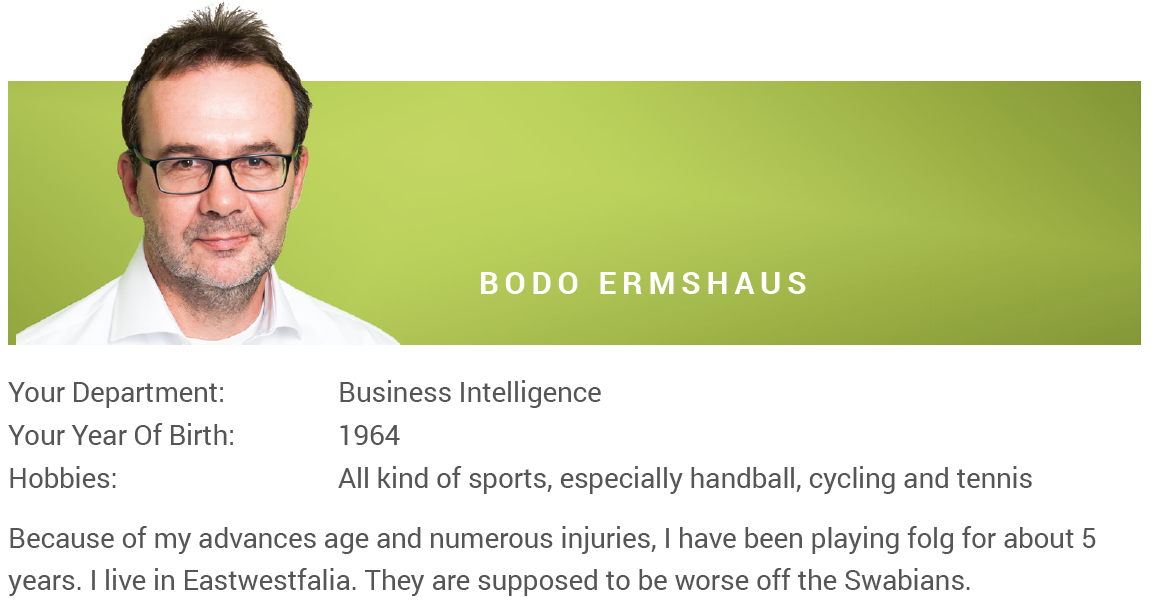 BODO ERMSHAUS
Your Department: Business Intelligence
Your Year Of Birth: 1964
Hobbies: All kind of sports, especially handball, cycling and tennis
Because of my advances age and numerous injuries, I have been playing folg for about 5
years. I live in Eastwestfalia. They are supposed to be worse off the Swabians.